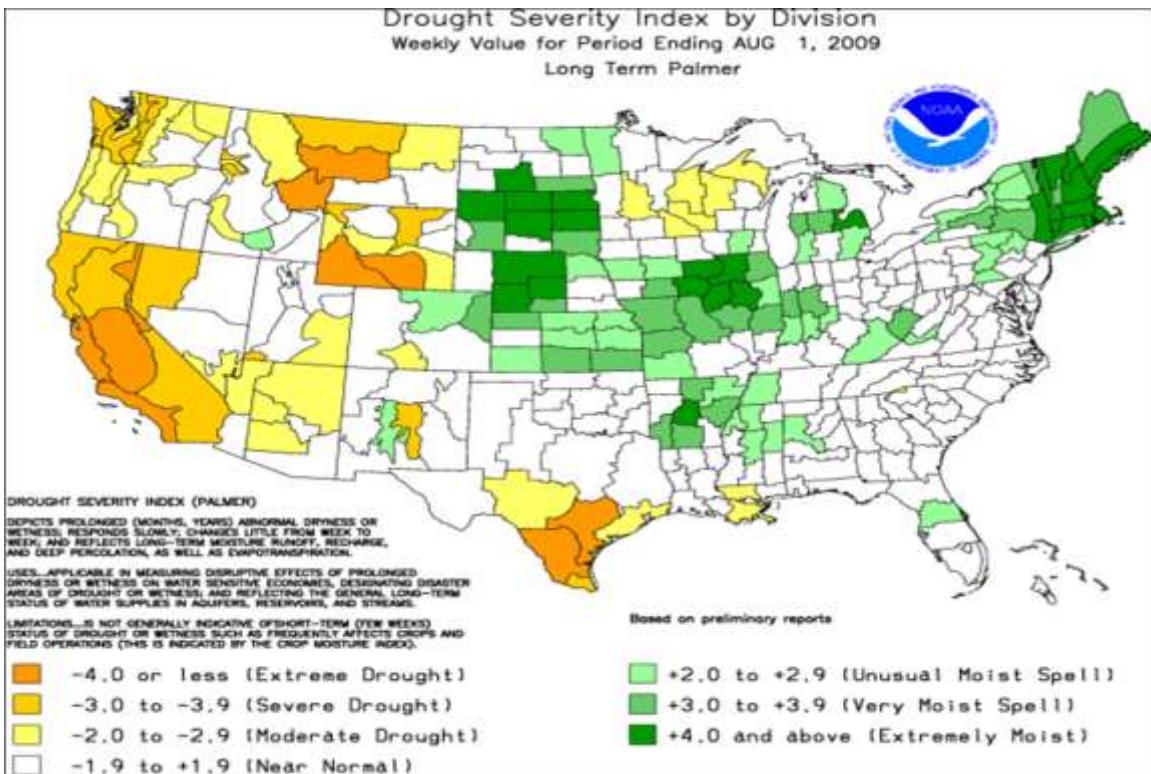 Drought Severity Index by Division
Weekly Value for Period Ending AUG 1, 2009
Long Term Palmer
NOAA
DROUGHT SEVERITY INDEX (PALMER)
DEPICTS PROLONGED (MONTHS, YEARS) ABNORMAL DRYNESS OR
WETNESS; RESPONDS SLOWLY; CHANGES LITTLE FROM WEEK TO
WEEK; AND REFLECTS LONG-TERM MOISTURE RUNOFF, RECHARGE,
AND DEEP PERCOLATION, AS WELL AS EVAPOTRANSPIRATION.
USES...APPLICABLE IN MEASURING DISRUPTIVE EFFECTS OF PROLONGED
DRYNESS OR WETNESS ON WATER SENSITIVE ECONOMIES, DESIGNATING DISASTER
AREAS OF DROUGHT OR WETNESS; AND REFLECTING THE GENERAL LONG-TERM
STATUS OF WATER SUPPLIES IN AQUIFERS, RESERVOIRS, AND STREAMS.
LIMITATIONS...IS NOT GENERALLY INDICATIVE OFSHORT-TERM (FEW WEEKS)
STATUS OF DROUGHT OR WETNESS SUCH AS FREQUENTLY AFFECTS CROPS AND
FIELD OPERATIONS (THIS IS INDICATED BY THE CROP MOISTURE INDEX).
Based on preliminary reports
-4.0 or less (Extreme Drought)
-3.0 to -3.9 (Severe Drought)
-2.0 to -2.9 (Moderate Drought)
-1.9 to +1.9 (Near Normal)
+2.0 to +2.9 (Unusual Moist Spell)
+3.0 to +3.9 (Very Moist Spell)
+4.0 and above (Extremely Moist)